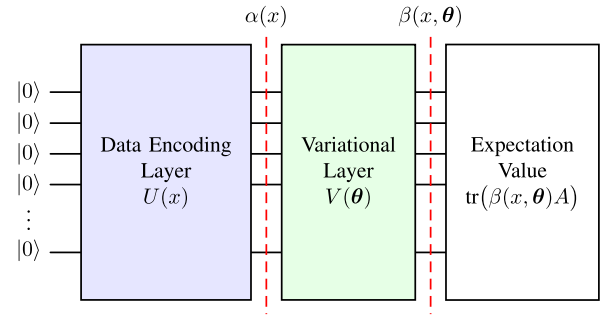 α(x)
β(x, θ)
|0⟩
|0⟩
|0⟩
|0⟩
⋮
|0⟩
Data Encoding
Layer
U(x)
Variational
Layer
V(θ)
Expectation
Value
tr(β(x, θ)A)